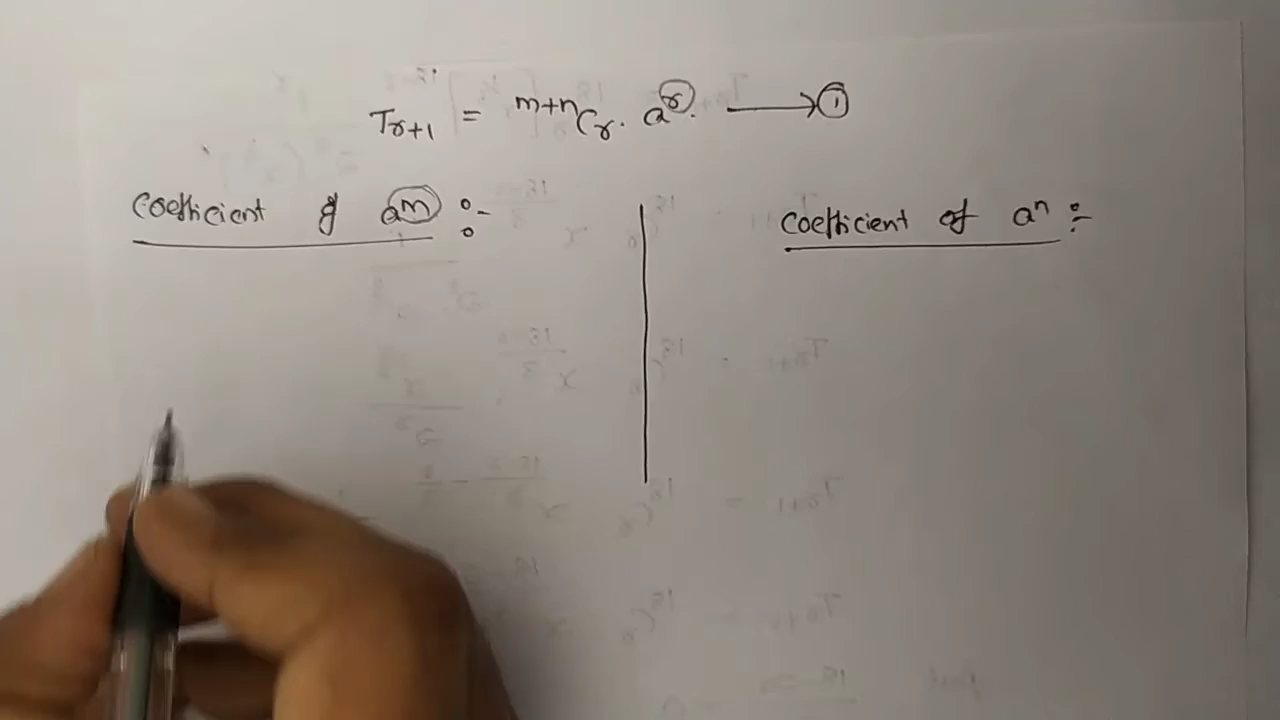 Tr+1 = m+nCr. a^r. ⟶ ①
Coefficient of a^m :-
Coefficient of a^n :-